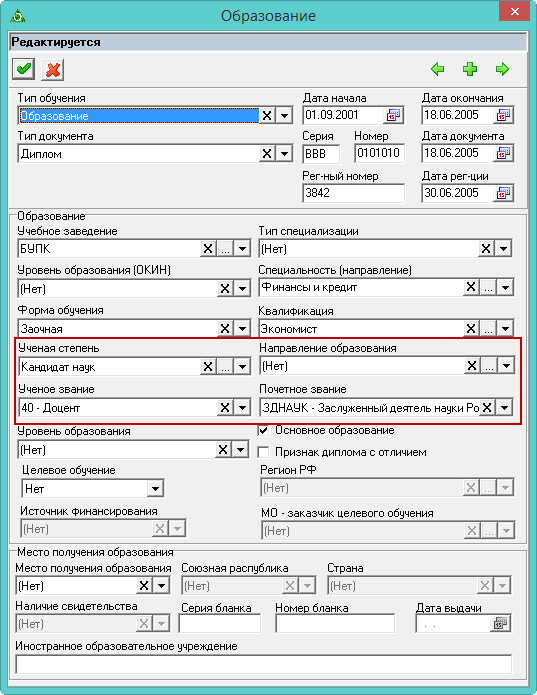 Образование
Редактируется
Тип обучения Дата начала Дата окончания
Образование 01.09.2001 18.06.2005
Тип документа Серия Номер Дата документа
Диплом ВВВ 0101010 18.06.2005
Рег-ный номер Дата рег-ции
3842 30.06.2005
Образование
Учебное заведение Тип специализации
БУПК (Нет)
Уровень образования (ОКИН) Специальность (направление)
(Нет) Финансы и кредит
Форма обучения Квалификация
Заочная Экономист
Ученая степень Направление образования
Кандидат наук (Нет)
Ученое звание Почетное звание
40 - Доцент ЗДНАУК - Заслуженный деятель науки Ро
Уровень образования Основное образование
(Нет) Признак диплома с отличием
Целевое обучение Регион РФ
Нет (Нет)
Источник финансирования МО - заказчик целевого обучения
(Нет) (Нет)
Место получения образования
Место получения образования Союзная республика Страна
(Нет) (Нет) (Нет)
Наличие свидетельства Серия бланка Номер бланка Дата выдачи
(Нет) . .
Иностранное образовательное учреждение